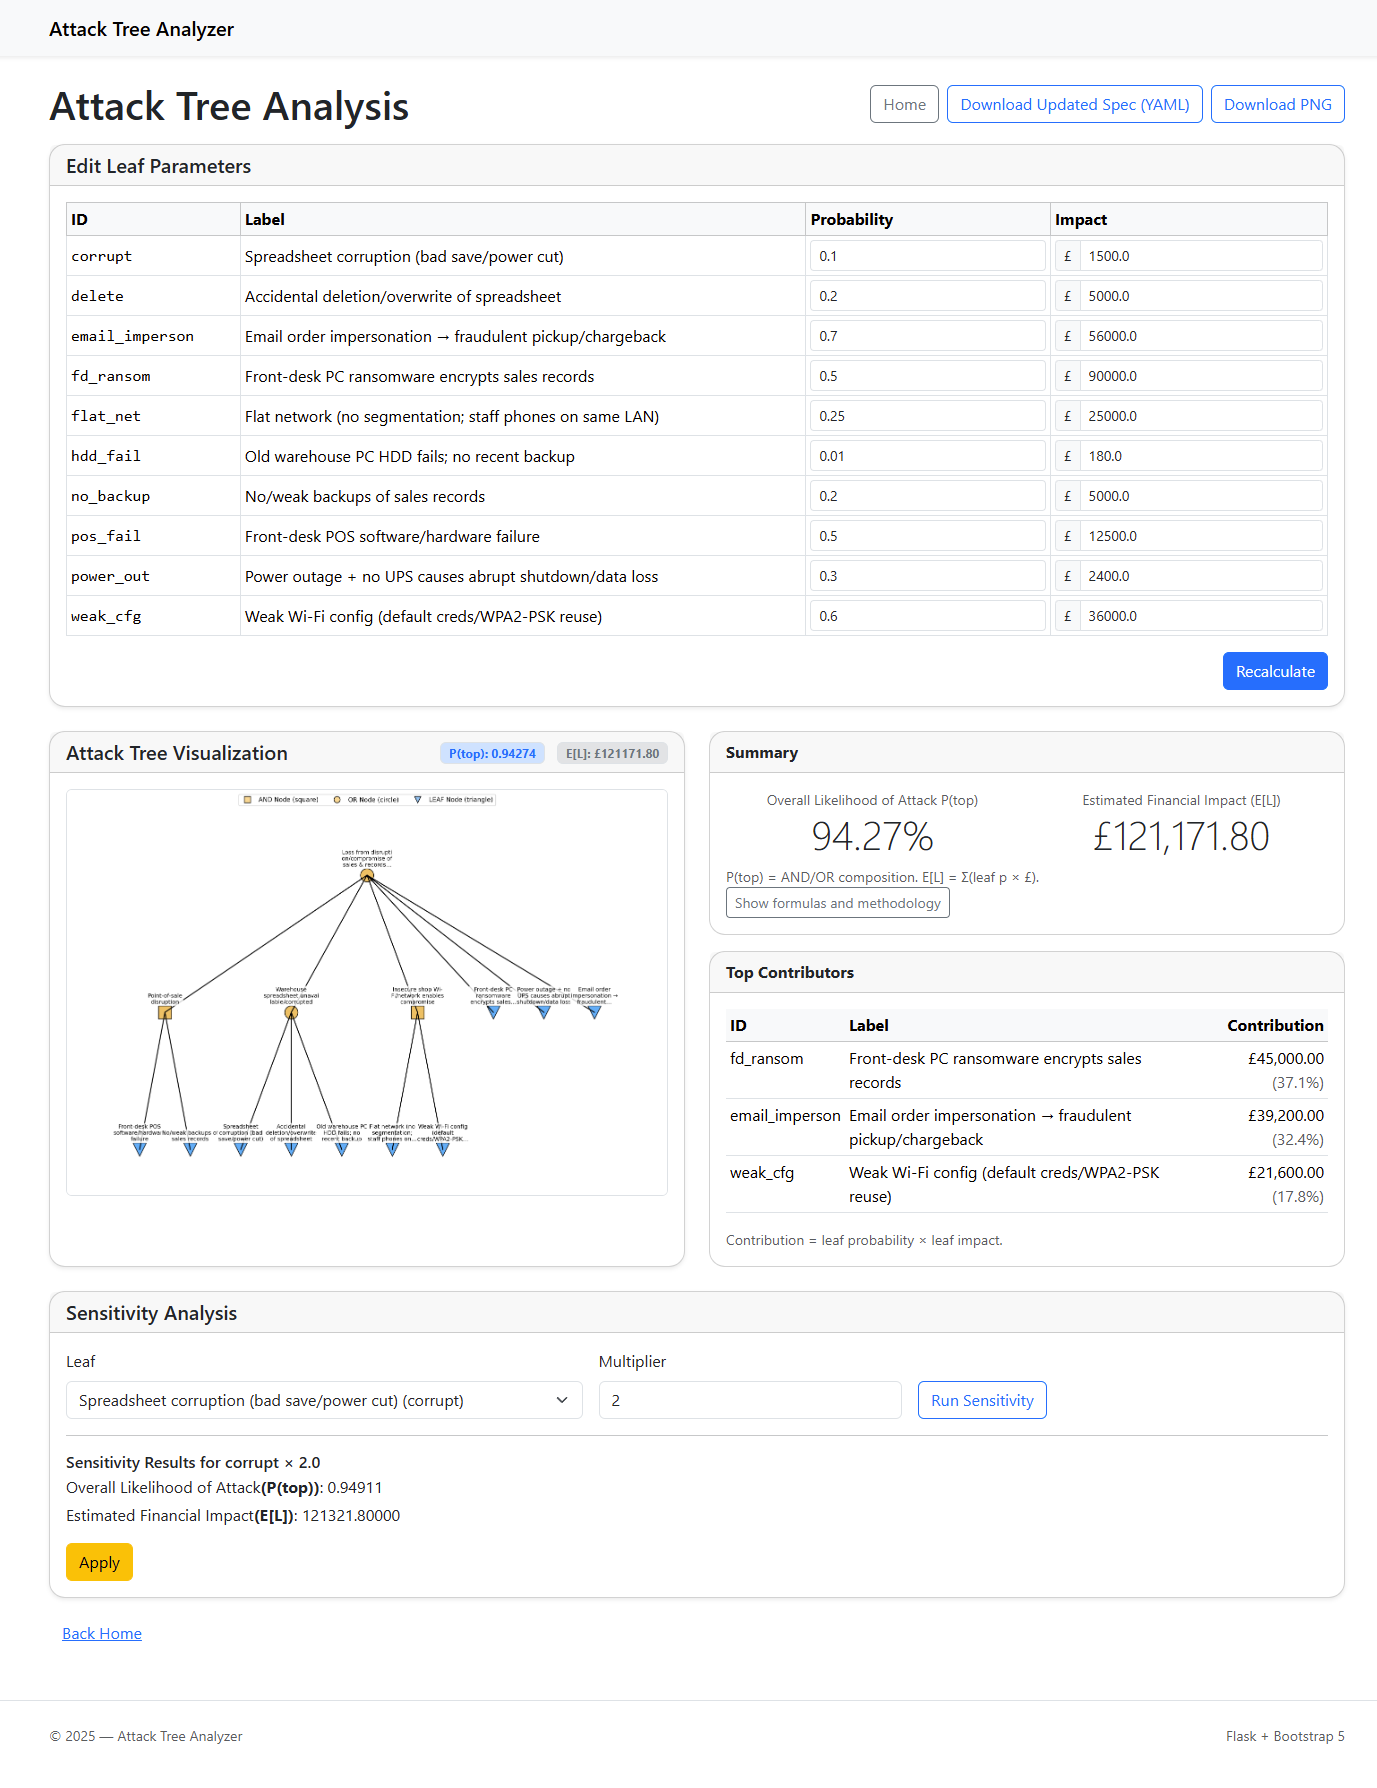 Attack Tree Analyzer
Attack Tree Analysis
Home
Download Updated Spec (YAML)
Download PNG
Edit Leaf Parameters
ID Label Probability Impact
corrupt Spreadsheet corruption (bad save/power cut) 0.1 £ 1500.0
delete Accidental deletion/overwrite of spreadsheet 0.2 £ 5000.0
email_imperson Email order impersonation → fraudulent pickup/chargeback 0.7 £ 56000.0
fd_ransom Front-desk PC ransomware encrypts sales records 0.5 £ 90000.0
flat_net Flat network (no segmentation; staff phones on same LAN) 0.25 £ 25000.0
hdd_fail Old warehouse PC HDD fails; no recent backup 0.01 £ 180.0
no_backup No/weak backups of sales records 0.2 £ 5000.0
pos_fail Front-desk POS software/hardware failure 0.5 £ 12500.0
power_out Power outage + no UPS causes abrupt shutdown/data loss 0.3 £ 2400.0
weak_cfg Weak Wi-Fi config (default creds/WPA2-PSK reuse) 0.6 £ 36000.0
Recalculate
Attack Tree Visualization
P(top): 0.94274
E[L]: £121171.80
AND Node (square) OR Node (circle) LEAF Node (triangle)
Loss from disrupti
on/compromise of
sales & records...
Point-of-sale
disruption
Warehouse
spreadsheet unavai
lable/corrupted
Insecure shop Wi-
Fi/network enables
compromise
Front-desk PC
ransomware
encrypts sales...
Power outage + no
UPS causes abrupt
shutdown/data loss
Email order
impersonation →
fraudulent...
Front-desk POS
software/hardware
failure
No/weak backups of
sales records
Spreadsheet
corruption (bad
save/power cut)
Accidental
deletion/overwrite
of spreadsheet
Old warehouse PC
HDD fails; no
recent backup
Flat network (no
segmentation;
staff phones on...
Weak Wi-Fi config
(default
creds/WPA2-PSK...
Summary
Overall Likelihood of Attack P(top)
94.27%
Estimated Financial Impact (E[L])
£121,171.80
P(top) = AND/OR composition. E[L] = Σ(leaf p × £).
Show formulas and methodology
Top Contributors
ID Label Contribution
fd_ransom Front-desk PC ransomware encrypts sales £45,000.00
records (37.1%)
email_imperson Email order impersonation → fraudulent £39,200.00
pickup/chargeback (32.4%)
weak_cfg Weak Wi-Fi config (default creds/WPA2-PSK £21,600.00
reuse) (17.8%)
Contribution = leaf probability × leaf impact.
Sensitivity Analysis
Leaf Multiplier
Spreadsheet corruption (bad save/power cut) (corrupt) 2 Run Sensitivity
Sensitivity Results for corrupt × 2.0
Overall Likelihood of Attack(P(top)): 0.94911
Estimated Financial Impact(E[L]): 121321.80000
Apply
Back Home
© 2025 — Attack Tree Analyzer
Flask + Bootstrap 5